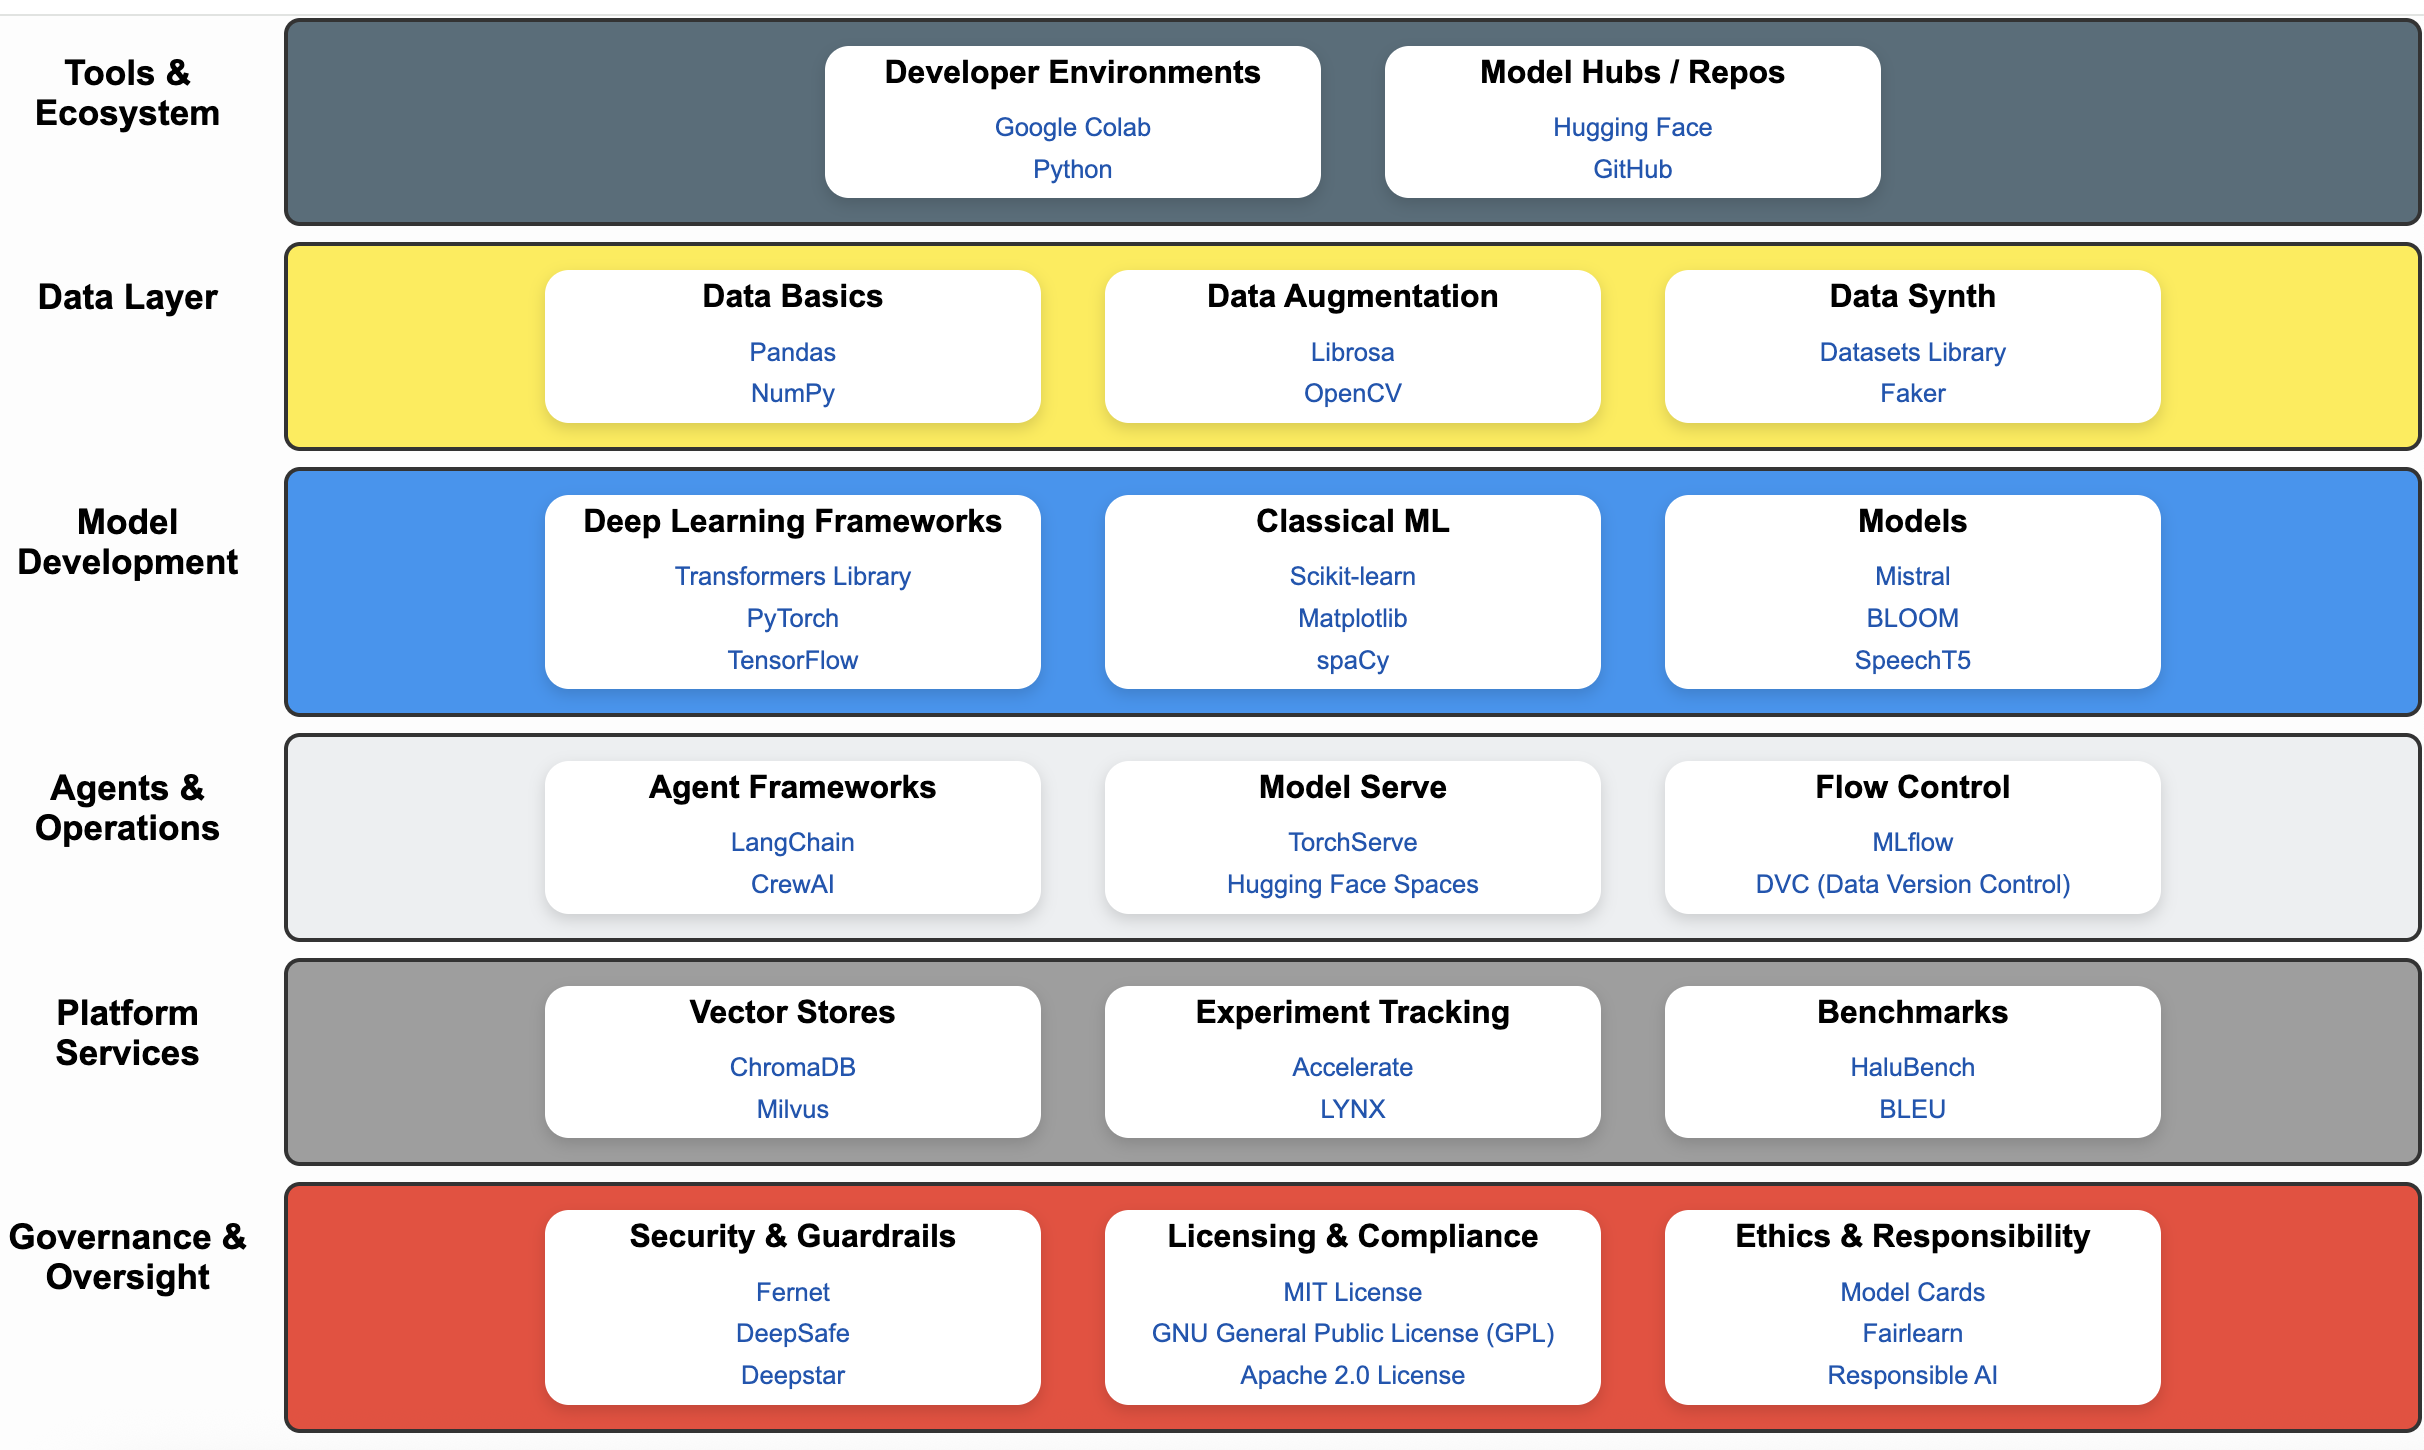 Tools &
Ecosystem
Developer Environments
Google Colab
Python
Model Hubs / Repos
Hugging Face
GitHub
Data Layer
Data Basics
Pandas
NumPy
Data Augmentation
Librosa
OpenCV
Data Synth
Datasets Library
Faker
Model
Development
Deep Learning Frameworks
Transformers Library
PyTorch
TensorFlow
Classical ML
Scikit-learn
Matplotlib
spaCy
Models
Mistral
BLOOM
SpeechT5
Agents &
Operations
Agent Frameworks
LangChain
CrewAI
Model Serve
TorchServe
Hugging Face Spaces
Flow Control
MLflow
DVC (Data Version Control)
Platform
Services
Vector Stores
ChromaDB
Milvus
Experiment Tracking
Accelerate
LYNX
Benchmarks
HaluBench
BLEU
Governance &
Oversight
Security & Guardrails
Fernet
DeepSafe
Deepstar
Licensing & Compliance
MIT License
GNU General Public License (GPL)
Apache 2.0 License
Ethics & Responsibility
Model Cards
Fairlearn
Responsible AI